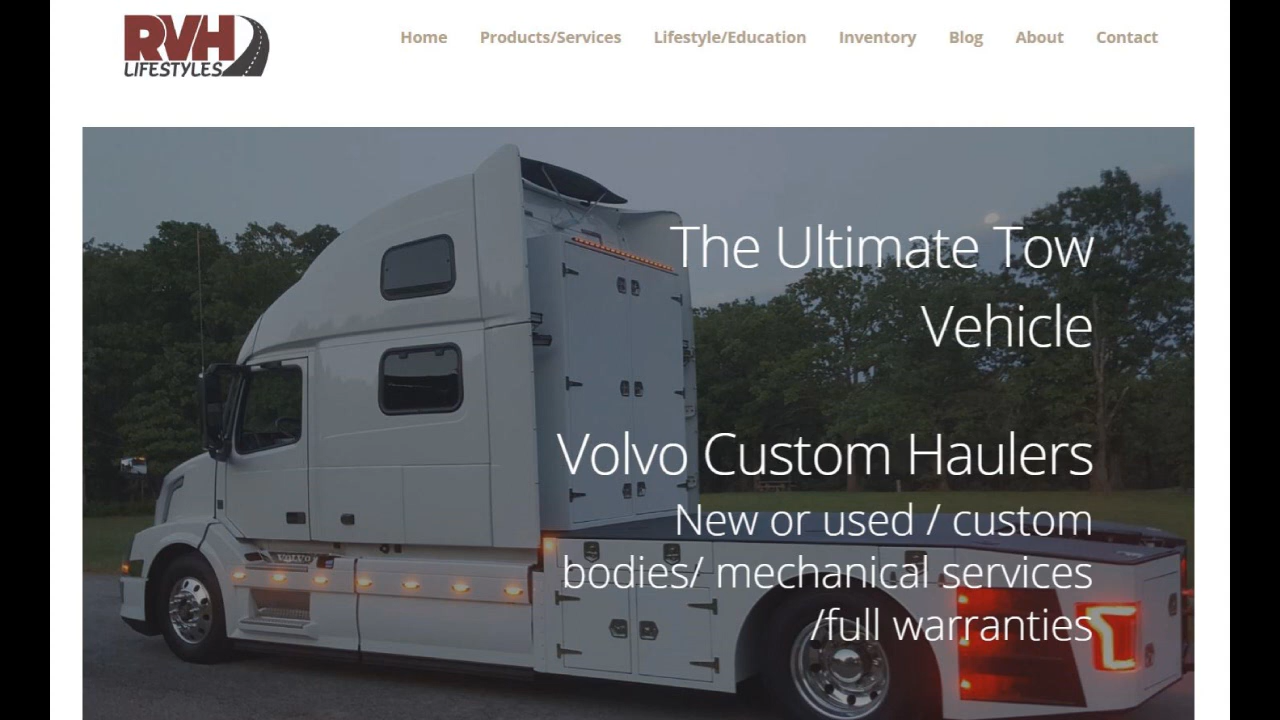 RVH
LIFESTYLES
Home Products/Services Lifestyle/Education Inventory Blog About Contact
The Ultimate Tow
Vehicle
Volvo Custom Haulers
New or used / custom
bodies/ mechanical services
/full warranties
VOLVO